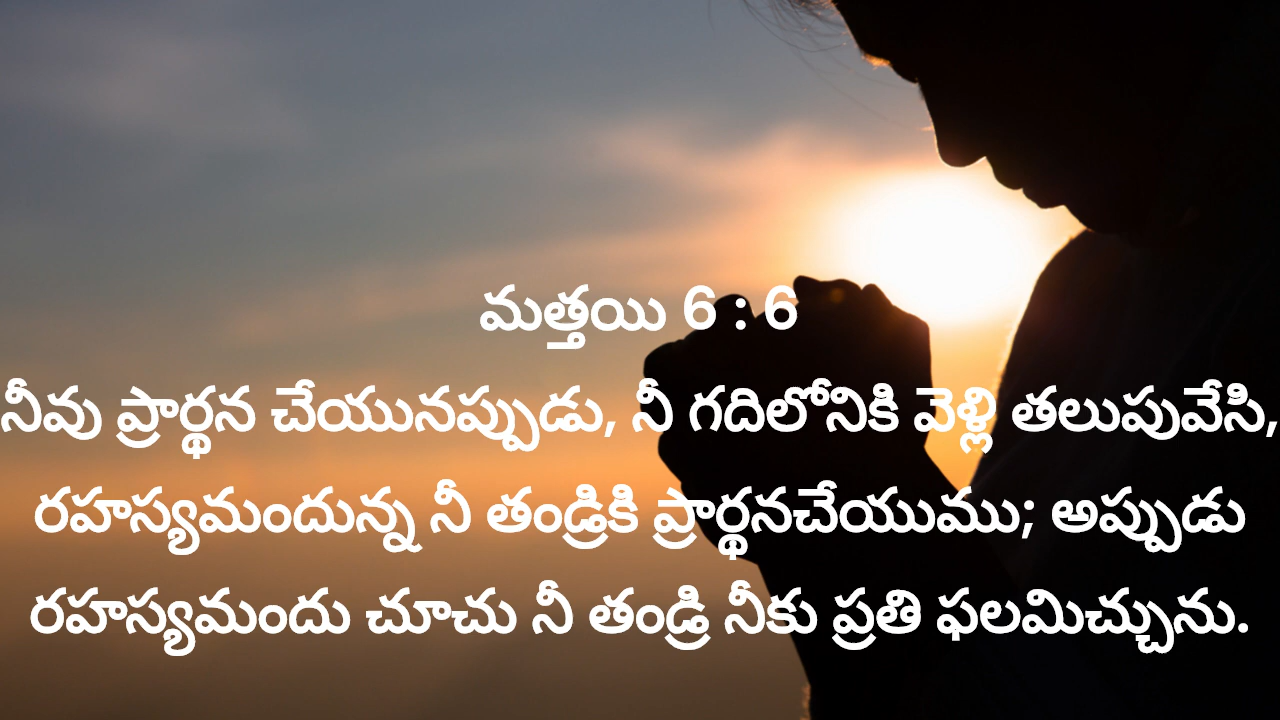 మత్తయి 6 : 6
నీవు ప్రార్థన చేయునప్పుడు, నీ గదిలోనికి వెళ్లి తలుపువేసి,
రహస్యమందున్న నీ తండ్రికి ప్రార్థనచేయుము; అప్పుడు
రహస్యమందు చూచు నీ తండ్రి నీకు ప్రతి ఫలమిచ్చును.